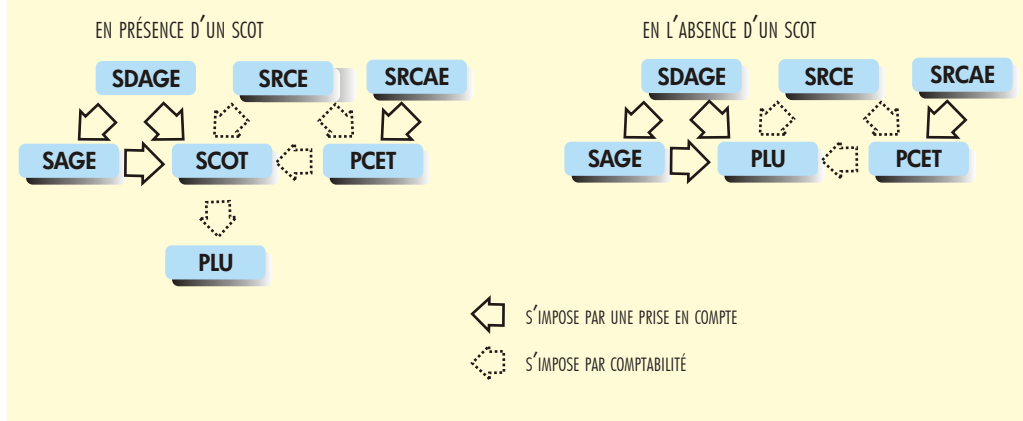 EN PRÉSENCE D'UN SCOT
SDAGE SRCE SRCAE
SAGE SCOT PCET
PLU
EN L'ABSENCE D'UN SCOT
SDAGE SRCE SRCAE
SAGE PLU PCET
S'IMPOSE PAR UNE PRISE EN COMPTE
S'IMPOSE PAR COMPTABILITÉ